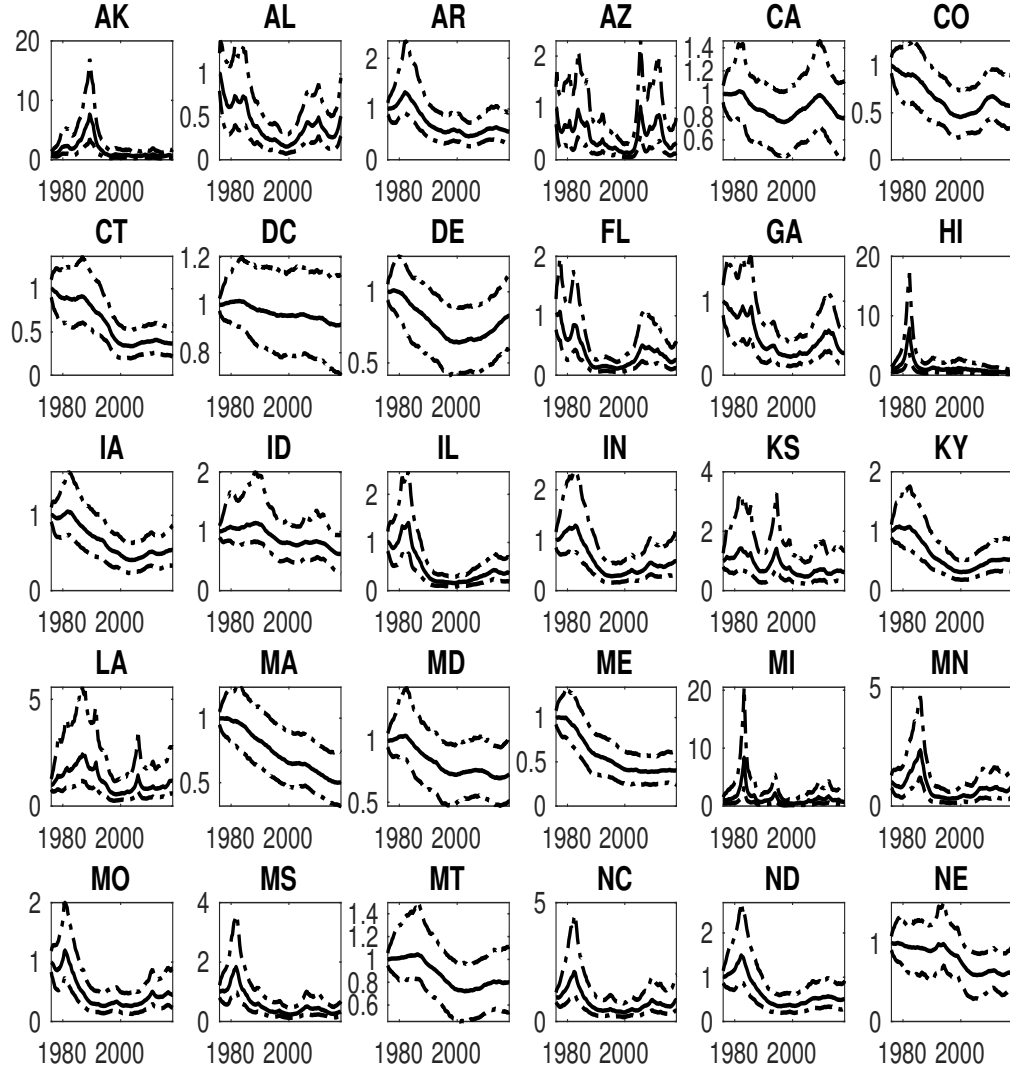 AK AL AR AZ CA CO
20 10 0 1 0.5 0 2 1 0 2 1.5 1 0.5 0 1.4 1.2 1 0.8 0.6 1 0.5 0
1980 2000 1980 2000 1980 2000 1980 2000 1980 2000 1980 2000
CT DC DE FL GA HI
1 0.5 0 1.2 1 0.8 1 0.5 2 1 0 1 0 20 10 0
1980 2000 1980 2000 1980 2000 1980 2000 1980 2000 1980 2000
IA ID IL IN KS KY
1 0 2 1 0 2 1 0 2 1 0 4 2 0 1 0
1980 2000 1980 2000 1980 2000 1980 2000 1980 2000 1980 2000
LA MA MD ME MI MN
5 0 1 0.5 1 0.5 1 0.5 0 20 10 0 5 0
1980 2000 1980 2000 1980 2000 1980 2000 1980 2000 1980 2000
MO MS MT NC ND NE
2 1 0 4 2 0 1.4 1.2 1 0.8 0.6 5 0 2 1 0 1 0
1980 2000 1980 2000 1980 2000 1980 2000 1980 2000 1980 2000